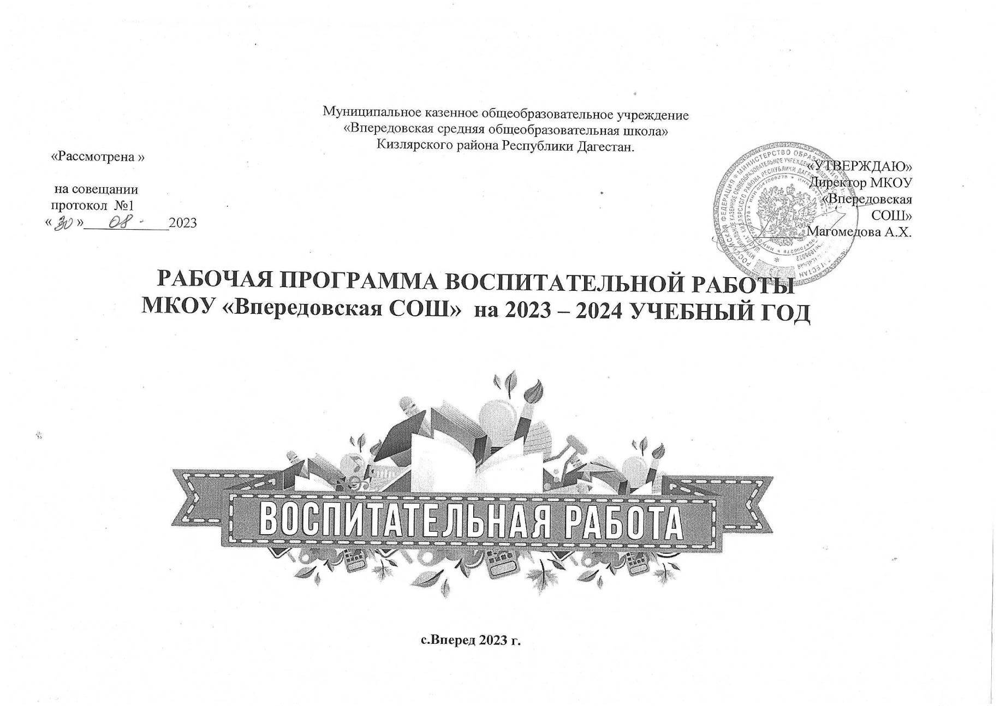 Муниципальное казенное общеобразовательное учреждение
«Впередовская средняя общеобразовательная школа»
Кизлярского района Республики Дагестан.
«Рассмотрена »
на совещании
протокол №1
« 30 »____________2023
08 -
«УТВЕРЖДАЮ»
Директор МКОУ
«Впередовская
СОШ»
_______Магомедова А.Х.
РАБОЧАЯ ПРОГРАММА ВОСПИТАТЕЛЬНОЙ РАБОТЫ
МКОУ «Впередовская СОШ» на 2023 – 2024 УЧЕБНЫЙ ГОД
ВОСПИТАТЕЛЬНАЯ РАБОТА
с.Вперед 2023 г.